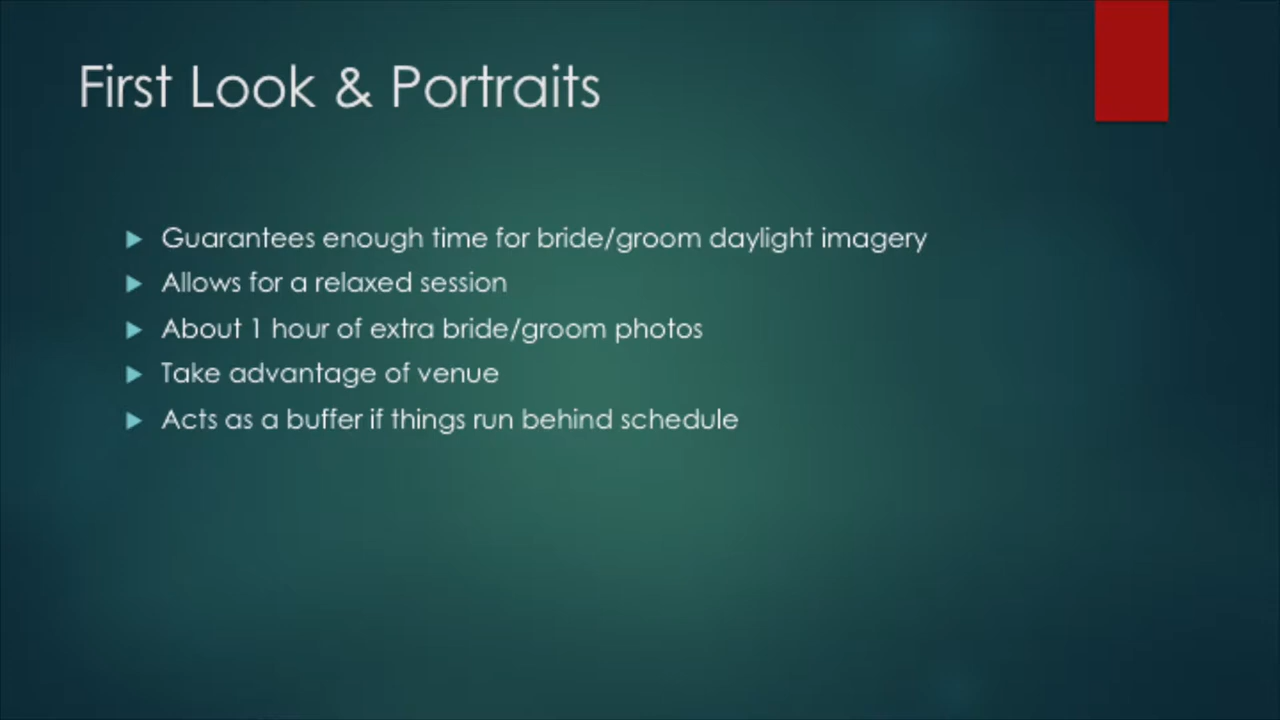 First Look & Portraits
Guarantees enough time for bride/groom daylight imagery
Allows for a relaxed session
About 1 hour of extra bride/groom photos
Take advantage of venue
Acts as a buffer if things run behind schedule